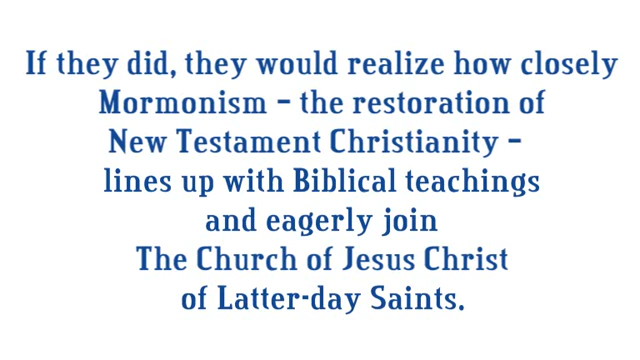 If they did, they would realize how closely
Mormonism – the restoration of
New Testament Christianity –
lines up with Biblical teachings
and eagerly join
The Church of Jesus Christ
of Latter-day Saints.